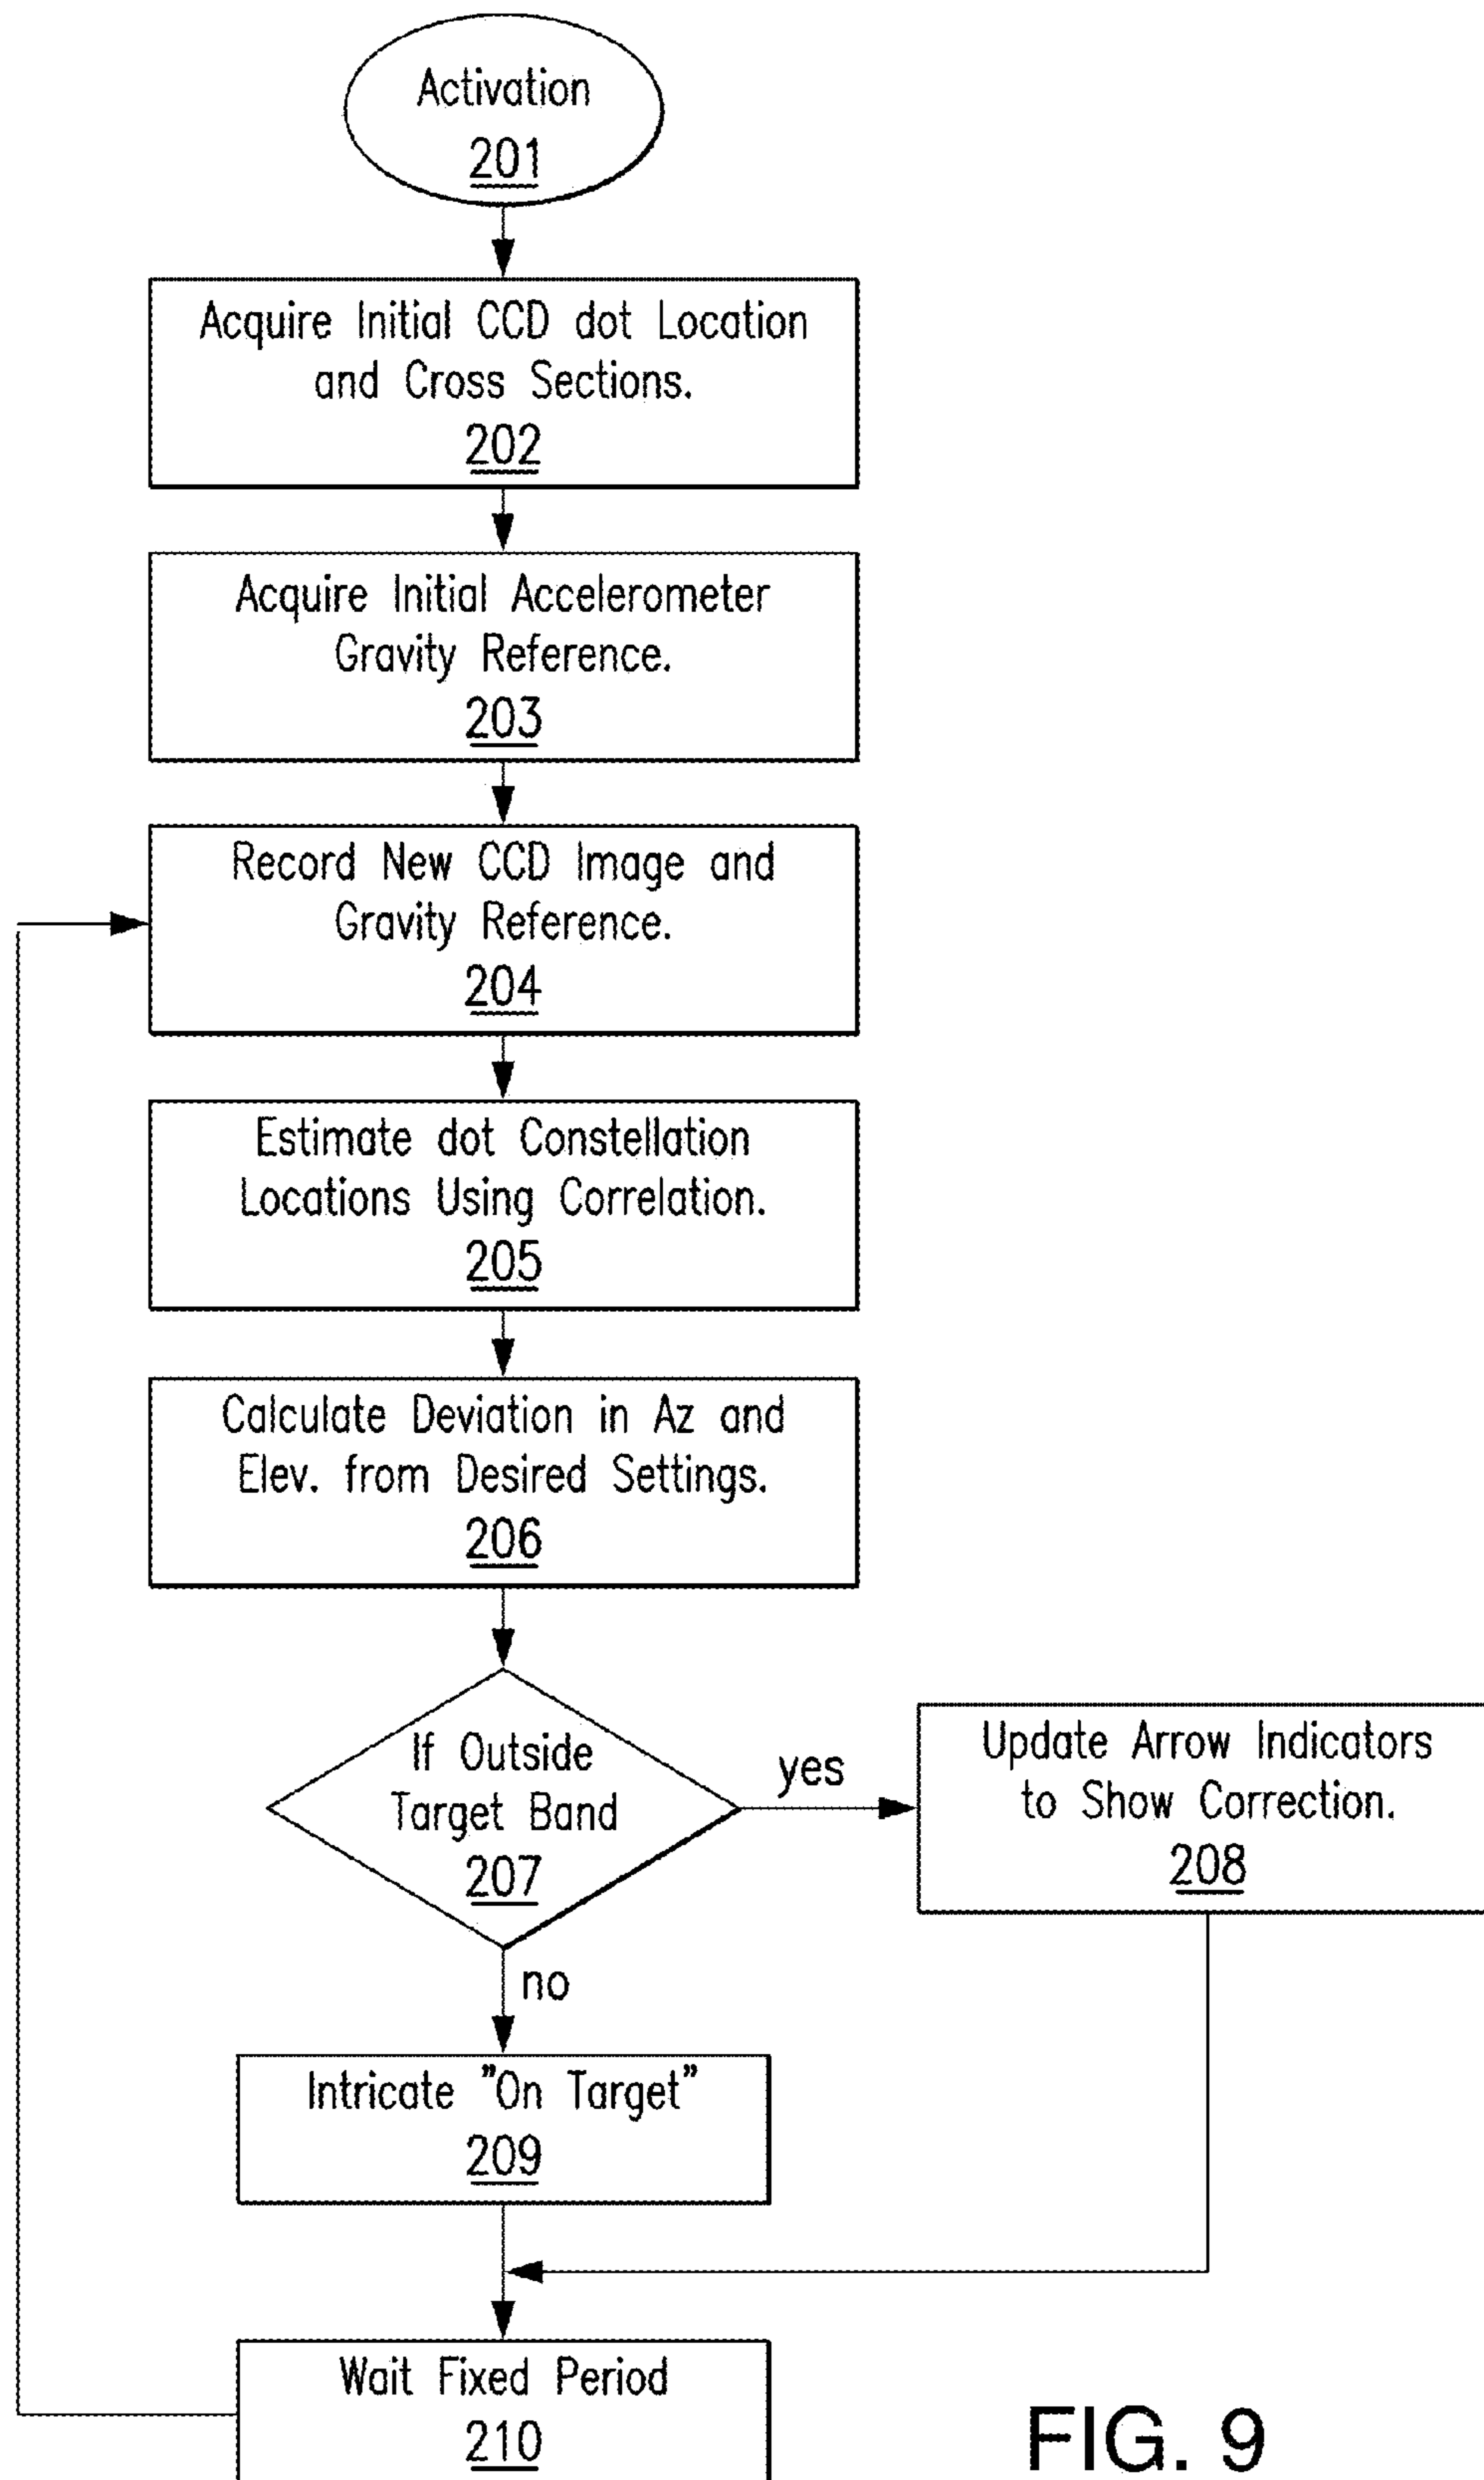 Activation
201
Acquire Initial CCD dot Location
and Cross Sections.
202
Acquire Initial Accelerometer
Gravity Reference.
203
Record New CCD Image and
Gravity Reference.
204
Estimate dot Constellation
Locations Using Correlation.
205
Calculate Deviation in Az and
Elev. from Desired Settings.
206
If Outside
Target Band
207
yes
Update Arrow Indicators
to Show Correction.
208
no
Intricate "On Target"
209
Wait Fixed Period
210
FIG. 9